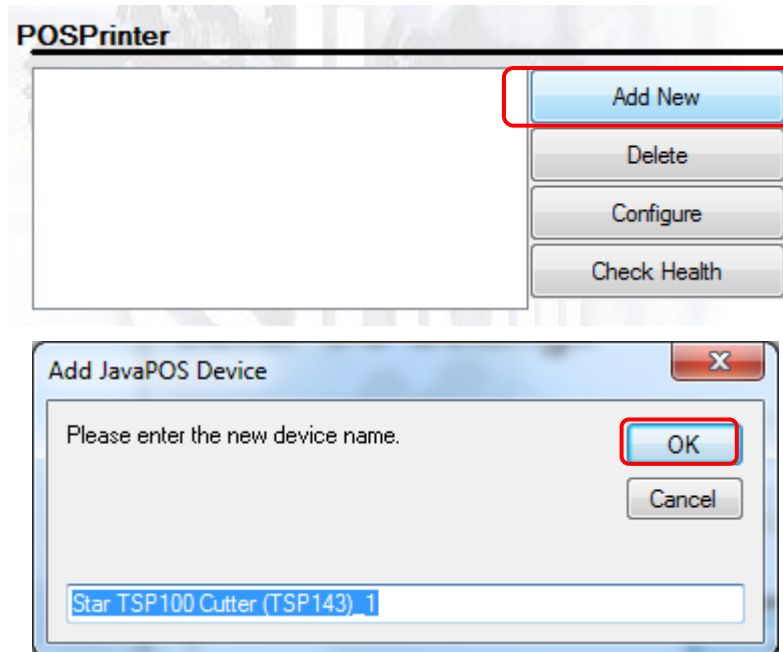 POSPrinter
Add New
Delete
Configure
Check Health
Add JavaPOS Device
Please enter the new device name.
OK
Cancel
Star TSP100 Cutter (TSP143)_1